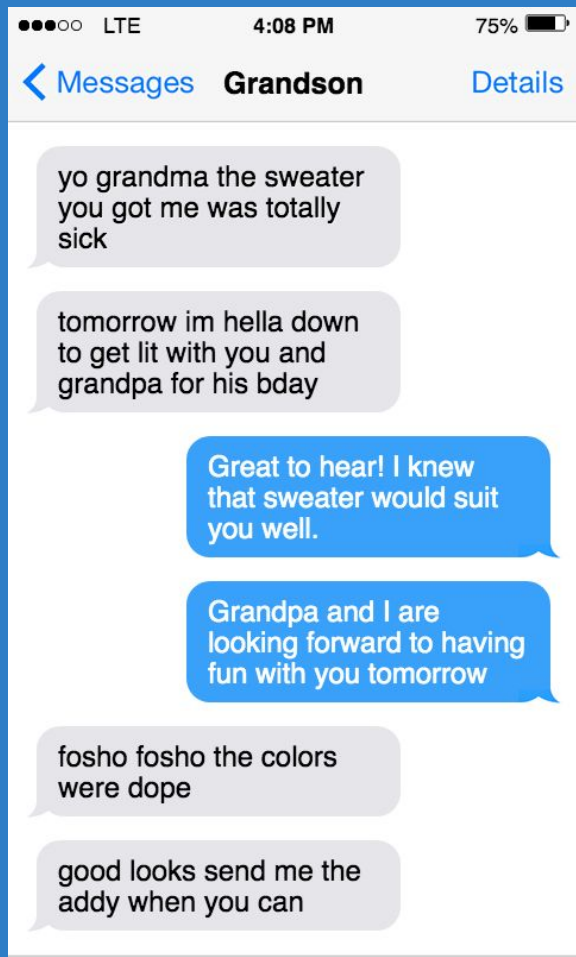 LTE 4:08 PM 75%
Messages Grandson Details
yo grandma the sweater
you got me was totally
sick
tomorrow im hella down
to get lit with you and
grandpa for his bday
Great to hear! I knew
that sweater would suit
you well.
Grandpa and I are
looking forward to having
fun with you tomorrow
fosho fosho the colors
were dope
good looks send me the
addy when you can